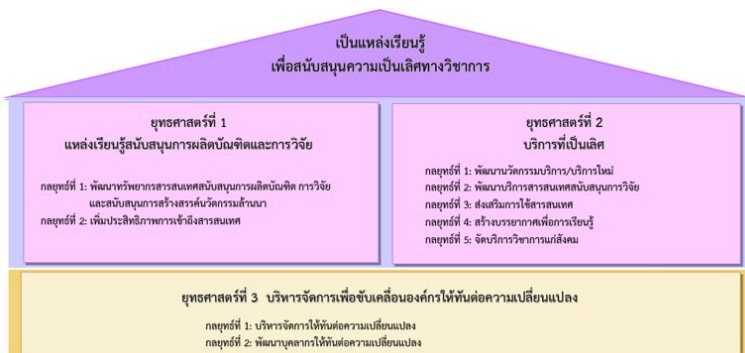 เป็นแหล่งเรียนรู้
เพื่อสนับสนุนความเป็นเลิศทางวิชาการ
ยุทธศาสตร์ที่ 1
แหล่งเรียนรู้สนับสนุนการผลิตบัณฑิตและการวิจัย
กลยุทธ์ที่ 1: พัฒนาทรัพยากรสารสนเทศสนับสนุนการผลิตบัณฑิต การวิจัย
และสนับสนุนการสร้างสรรค์นวัตกรรมล้านนา
กลยุทธ์ที่ 2: เพิ่มประสิทธิภาพการเข้าถึงสารสนเทศ
ยุทธศาสตร์ที่ 2
บริการที่เป็นเลิศ
กลยุทธ์ที่ 1: พัฒนานวัตกรรมบริการ/บริการใหม่
กลยุทธ์ที่ 2: พัฒนาบริการสารสนเทศสนับสนุนการวิจัย
กลยุทธ์ที่ 3: ส่งเสริมการใช้สารสนเทศ
กลยุทธ์ที่ 4: สร้างบรรยากาศเพื่อการเรียนรู้
กลยุทธ์ที่ 5: จัดบริการวิชาการแก่สังคม
ยุทธศาสตร์ที่ 3 บริหารจัดการเพื่อขับเคลื่อนองค์กรให้ทันต่อความเปลี่ยนแปลง
กลยุทธ์ที่ 1: บริหารจัดการให้ทันต่อความเปลี่ยนแปลง
กลยุทธ์ที่ 2: พัฒนาบุคลากรให้ทันต่อความเปลี่ยนแปลง